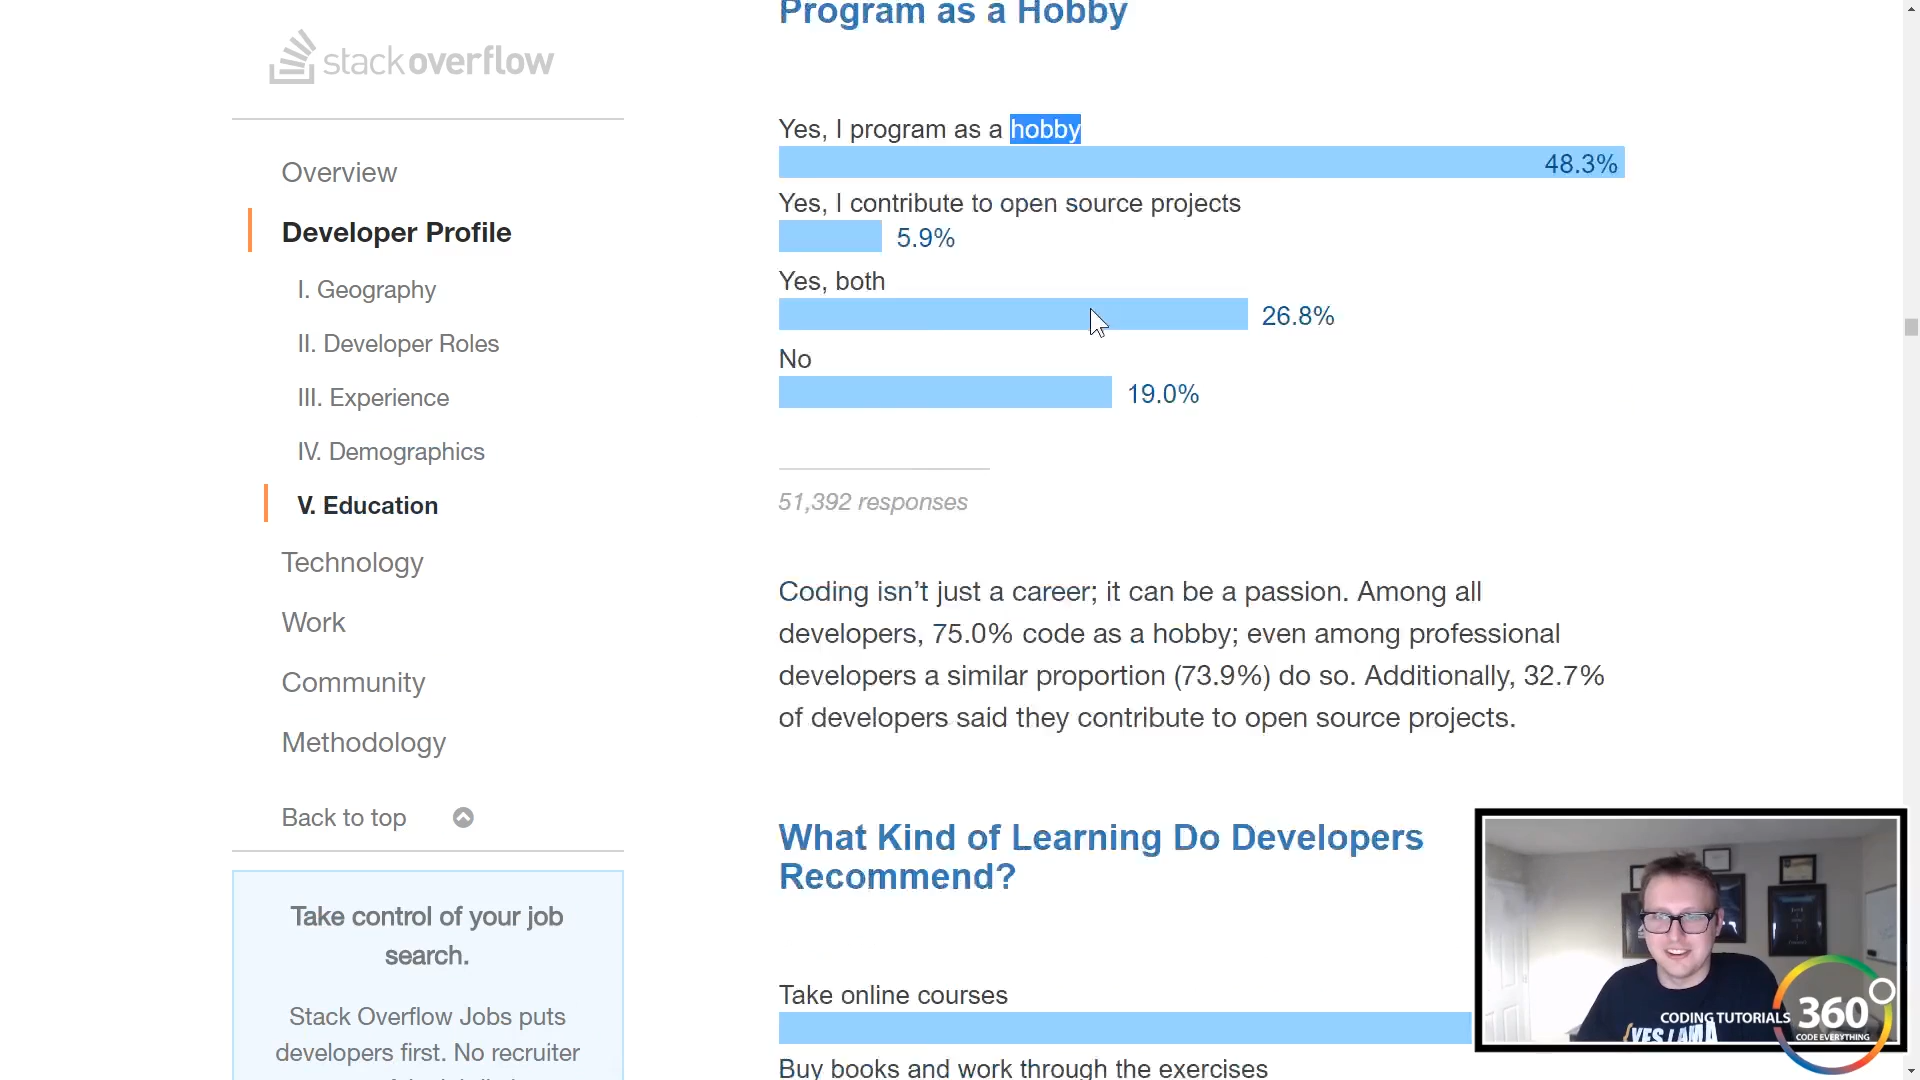 Program as a Hobby
stackoverflow
Yes, I program as a hobby
48.3%
Overview
Yes, I contribute to open source projects
Developer Profile
5.9%
Yes, both
I. Geography
26.8%
II. Developer Roles
No
III. Experience
19.0%
IV. Demographics
V. Education
51,392 responses
Technology
Coding isn’t just a career; it can be a passion. Among all
developers, 75.0% code as a hobby; even among professional
developers a similar proportion (73.9%) do so. Additionally, 32.7%
of developers said they contribute to open source projects.
Work
Community
Methodology
Back to top
What Kind of Learning Do Developers
Recommend?
Take control of your job
search.
Take online courses
Stack Overflow Jobs puts
developers first. No recruiter
Buy books and work through the exercises
CODING TUTORIALS 360
CODE EVERYTHING
YES I AM A